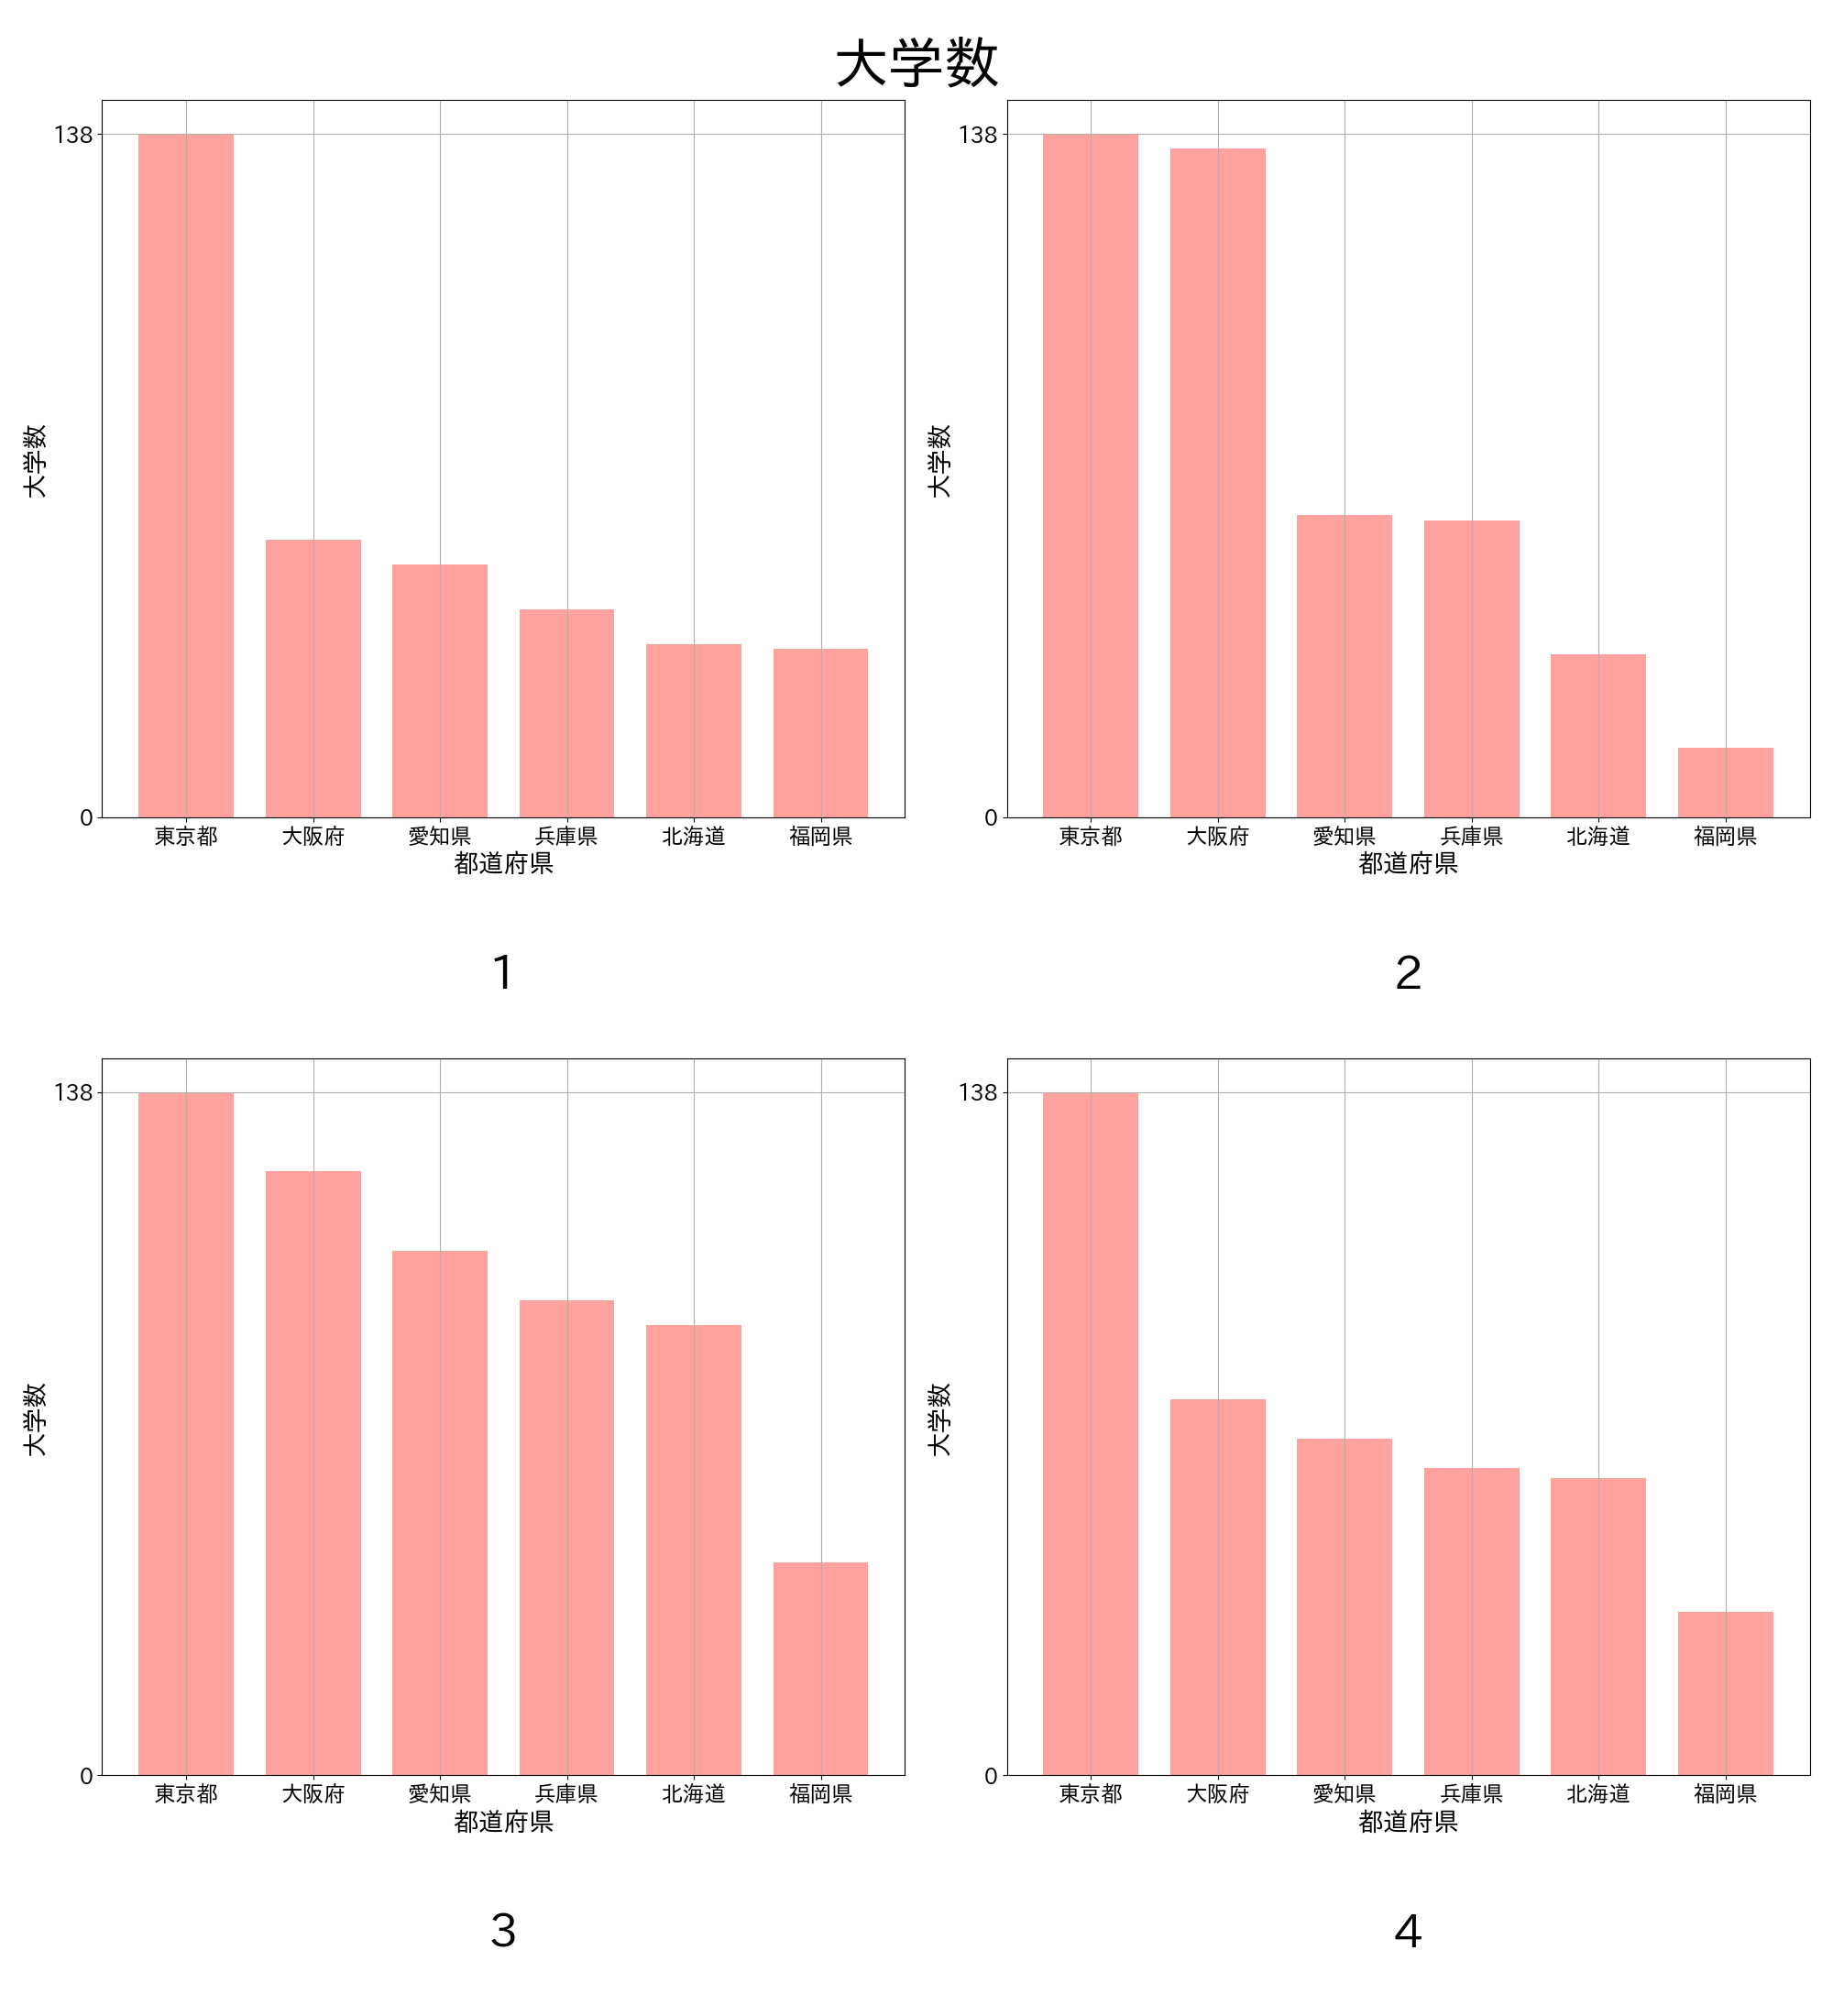 大学数
138
0
大学数
東京都 大阪府 愛知県 兵庫県 北海道 福岡県
都道府県
1
138
0
大学数
東京都 大阪府 愛知県 兵庫県 北海道 福岡県
都道府県
2
138
0
大学数
東京都 大阪府 愛知県 兵庫県 北海道 福岡県
都道府県
3
138
0
大学数
東京都 大阪府 愛知県 兵庫県 北海道 福岡県
都道府県
4